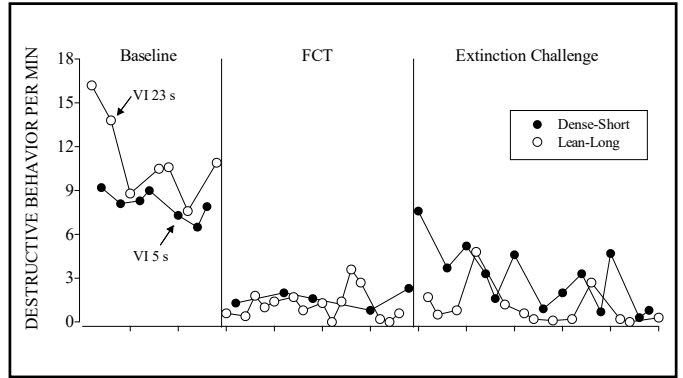 Baseline
FCT
Extinction Challenge
DESTRUCTIVE BEHAVIOR PER MIN
18
15
12
9
6
3
0
VI 23 s
VI 5 s
Dense-Short
Lean-Long